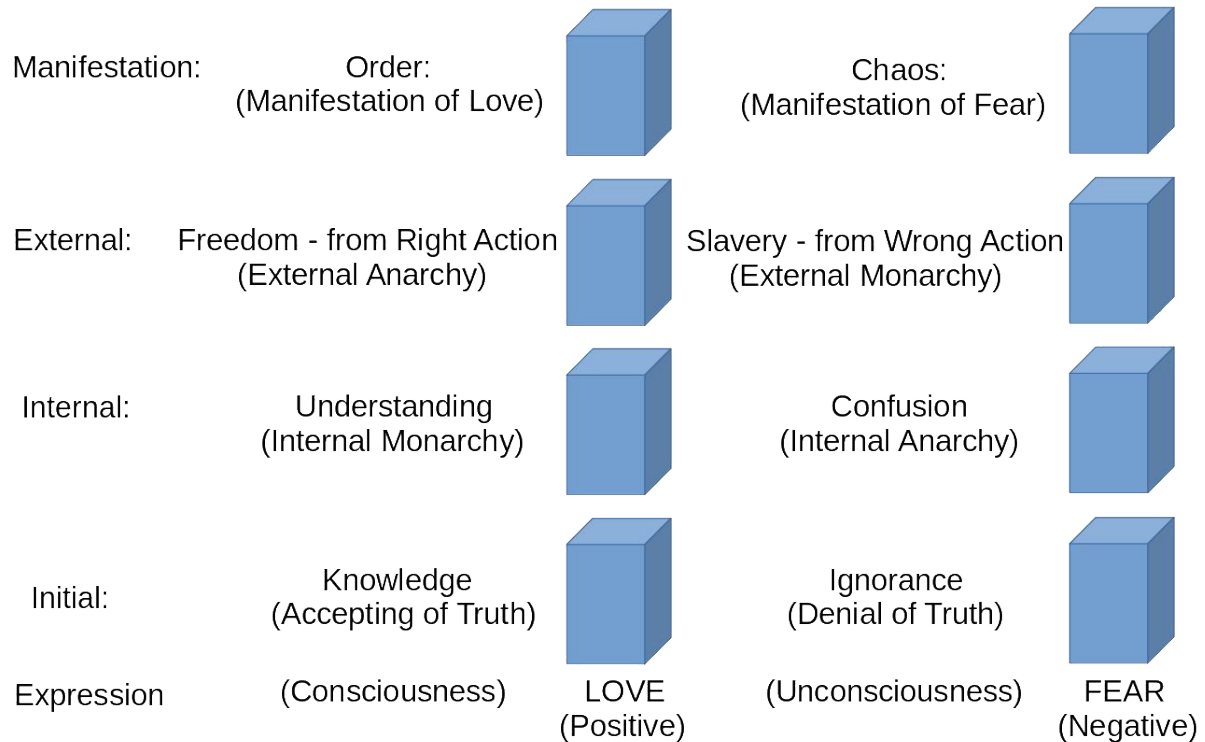 Manifestation:
Order:
(Manifestation of Love)
Chaos:
(Manifestation of Fear)
External:
Freedom - from Right Action
(External Anarchy)
Slavery - from Wrong Action
(External Monarchy)
Internal:
Understanding
(Internal Monarchy)
Confusion
(Internal Anarchy)
Initial:
Knowledge
(Accepting of Truth)
Ignorance
(Denial of Truth)
Expression
(Consciousness)
LOVE
(Positive)
(Unconsciousness)
FEAR
(Negative)